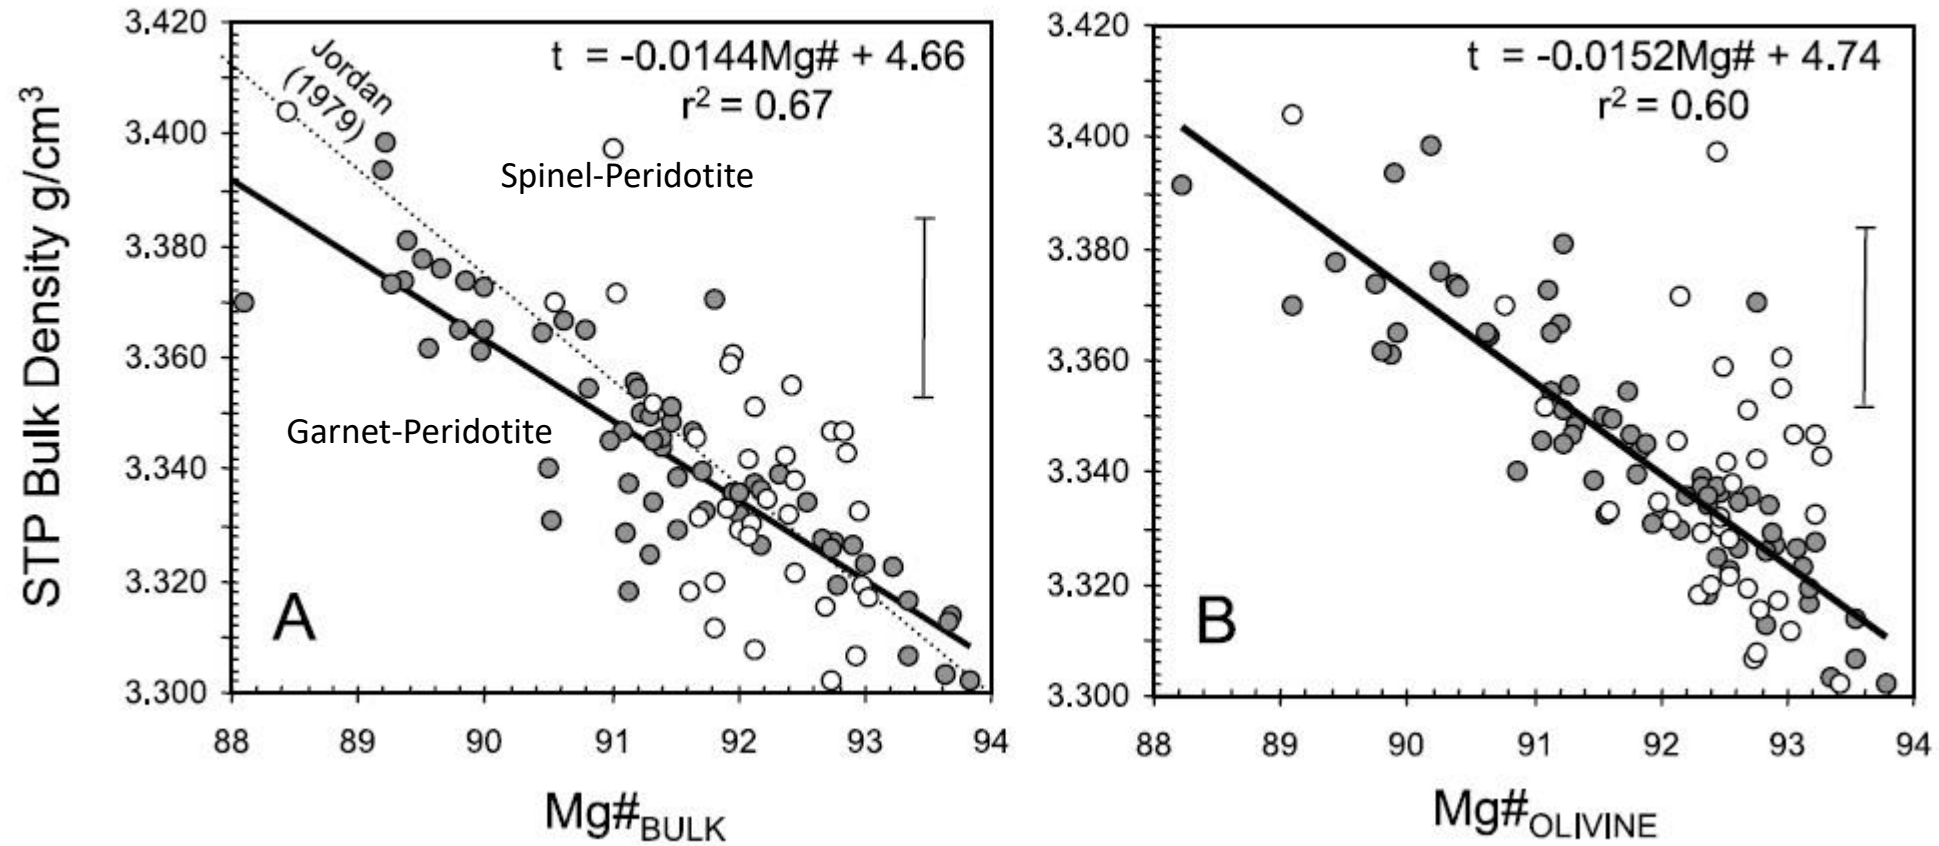 STP Bulk Density g/cm³
3.420
3.400
3.380
3.360
3.340
3.320
3.300
Jordan
(1979)
t = -0.0144Mg# + 4.66
r² = 0.67
Spinel-Peridotite
Garnet-Peridotite
A
88 89 90 91 92 93 94
Mg#BULK
3.420
3.400
3.380
3.360
3.340
3.320
3.300
t = -0.0152Mg# + 4.74
r² = 0.60
B
88 89 90 91 92 93 94
Mg#OLIVINE